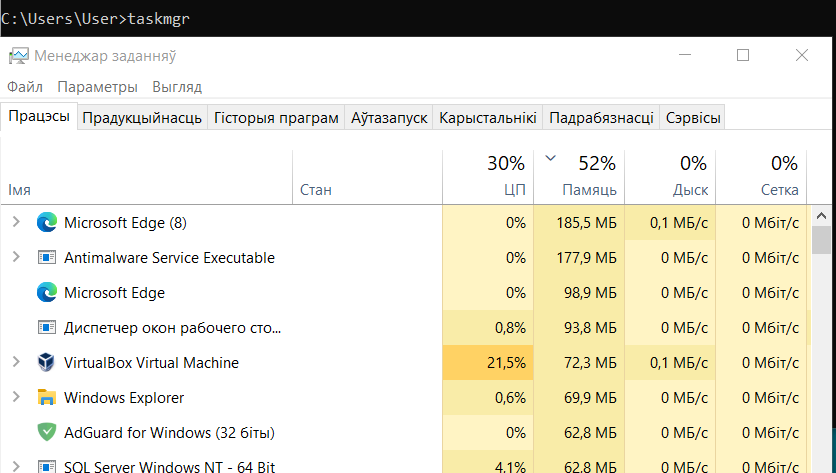 C:\Users\User>taskmgr
Менеджар заданняў
Файл Параметры Выгляд
Працэсы Прадукцыйнасць Гісторыя праграм Аўтазапуск Карыстальнікі Падрабязнасці Сэрвісы
30% 52% 0% 0%
Імя Стан ЦП Памяць Дыск Сетка
Microsoft Edge (8) 0% 185,5 МБ 0,1 МБ/с 0 Мбіт/с
Antimalware Service Executable 0% 177,9 МБ 0 МБ/с 0 Мбіт/с
Microsoft Edge 0% 98,9 МБ 0 МБ/с 0 Мбіт/с
Диспетчер окон рабочего сто... 0,8% 93,8 МБ 0 МБ/с 0 Мбіт/с
VirtualBox Virtual Machine 21,5% 72,3 МБ 0,1 МБ/с 0 Мбіт/с
Windows Explorer 0,6% 69,9 МБ 0 МБ/с 0 Мбіт/с
AdGuard for Windows (32 біты) 0% 62,8 МБ 0 МБ/с 0 Мбіт/с
SQL Server Windows NT - 64 Bit 4,1% 62,8 МБ 0 МБ/с 0 Мбіт/с